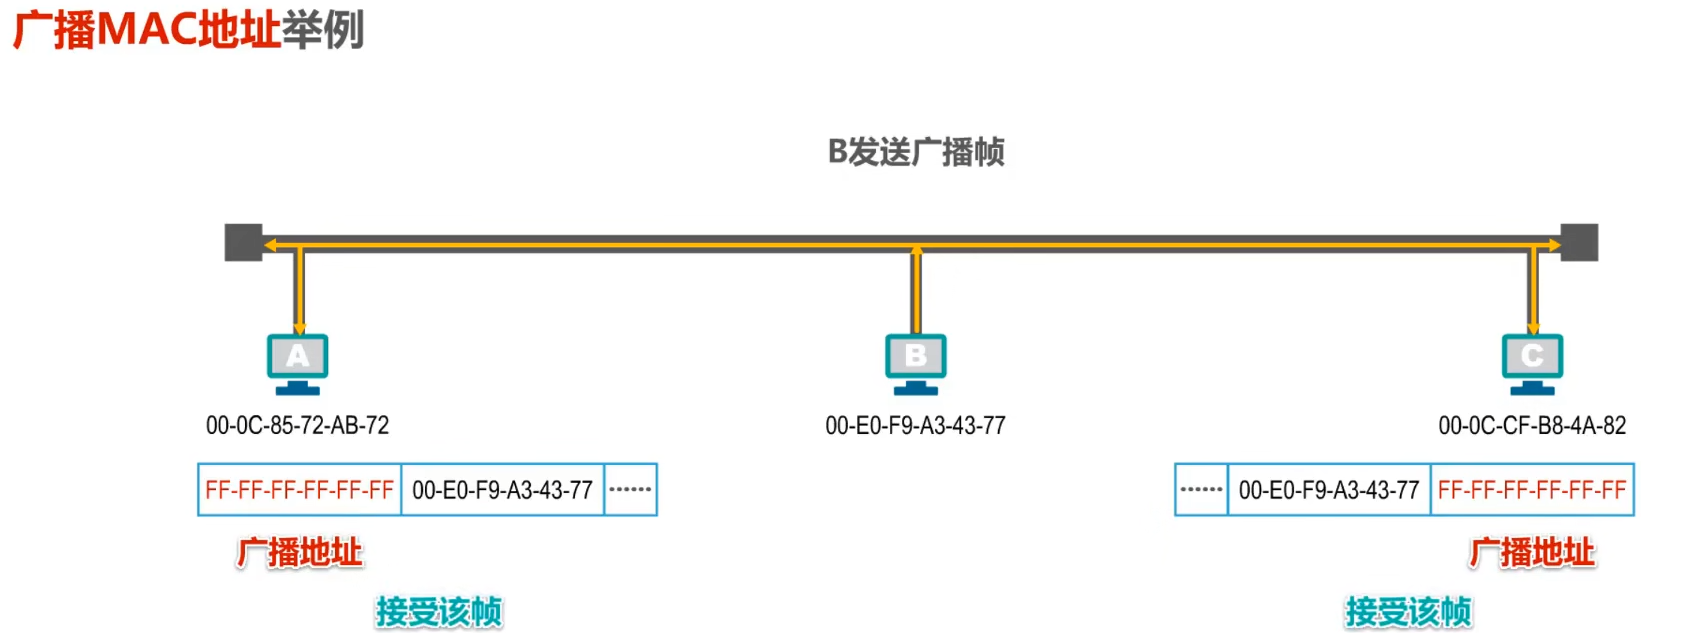 广播MAC地址举例
B发送广播帧
A
B
C
00-0C-85-72-AB-72
00-E0-F9-A3-43-77
00-0C-CF-B8-4A-82
FF-FF-FF-FF-FF-FF 00-E0-F9-A3-43-77 ······
······ 00-E0-F9-A3-43-77 FF-FF-FF-FF-FF-FF
广播地址
广播地址
接受该帧
接受该帧